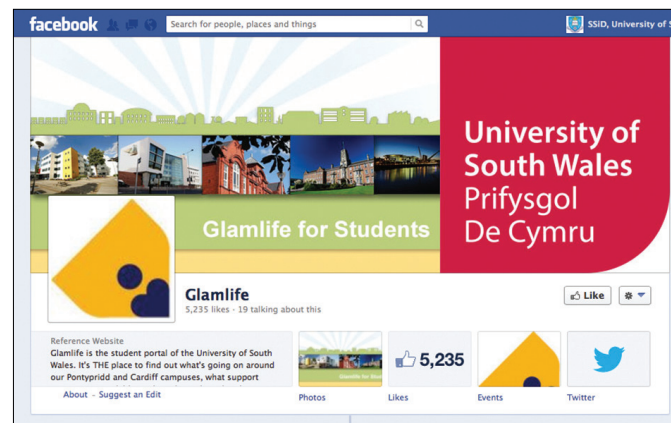 facebook
Search for people, places and things
SSiD, University of S
University of
South Wales
Prifysgol
De Cymru
Glamlife for Students
Glamlife
5,235 likes · 19 talking about this
Like
Reference Website
Glamlife is the student portal of the University of South
Wales. It's THE place to find out what's going on around
our Pontypridd and Cardiff campuses, what support
About - Suggest an Edit
Glamlife for Stu
5,235
Photos
Likes
Events
Twitter